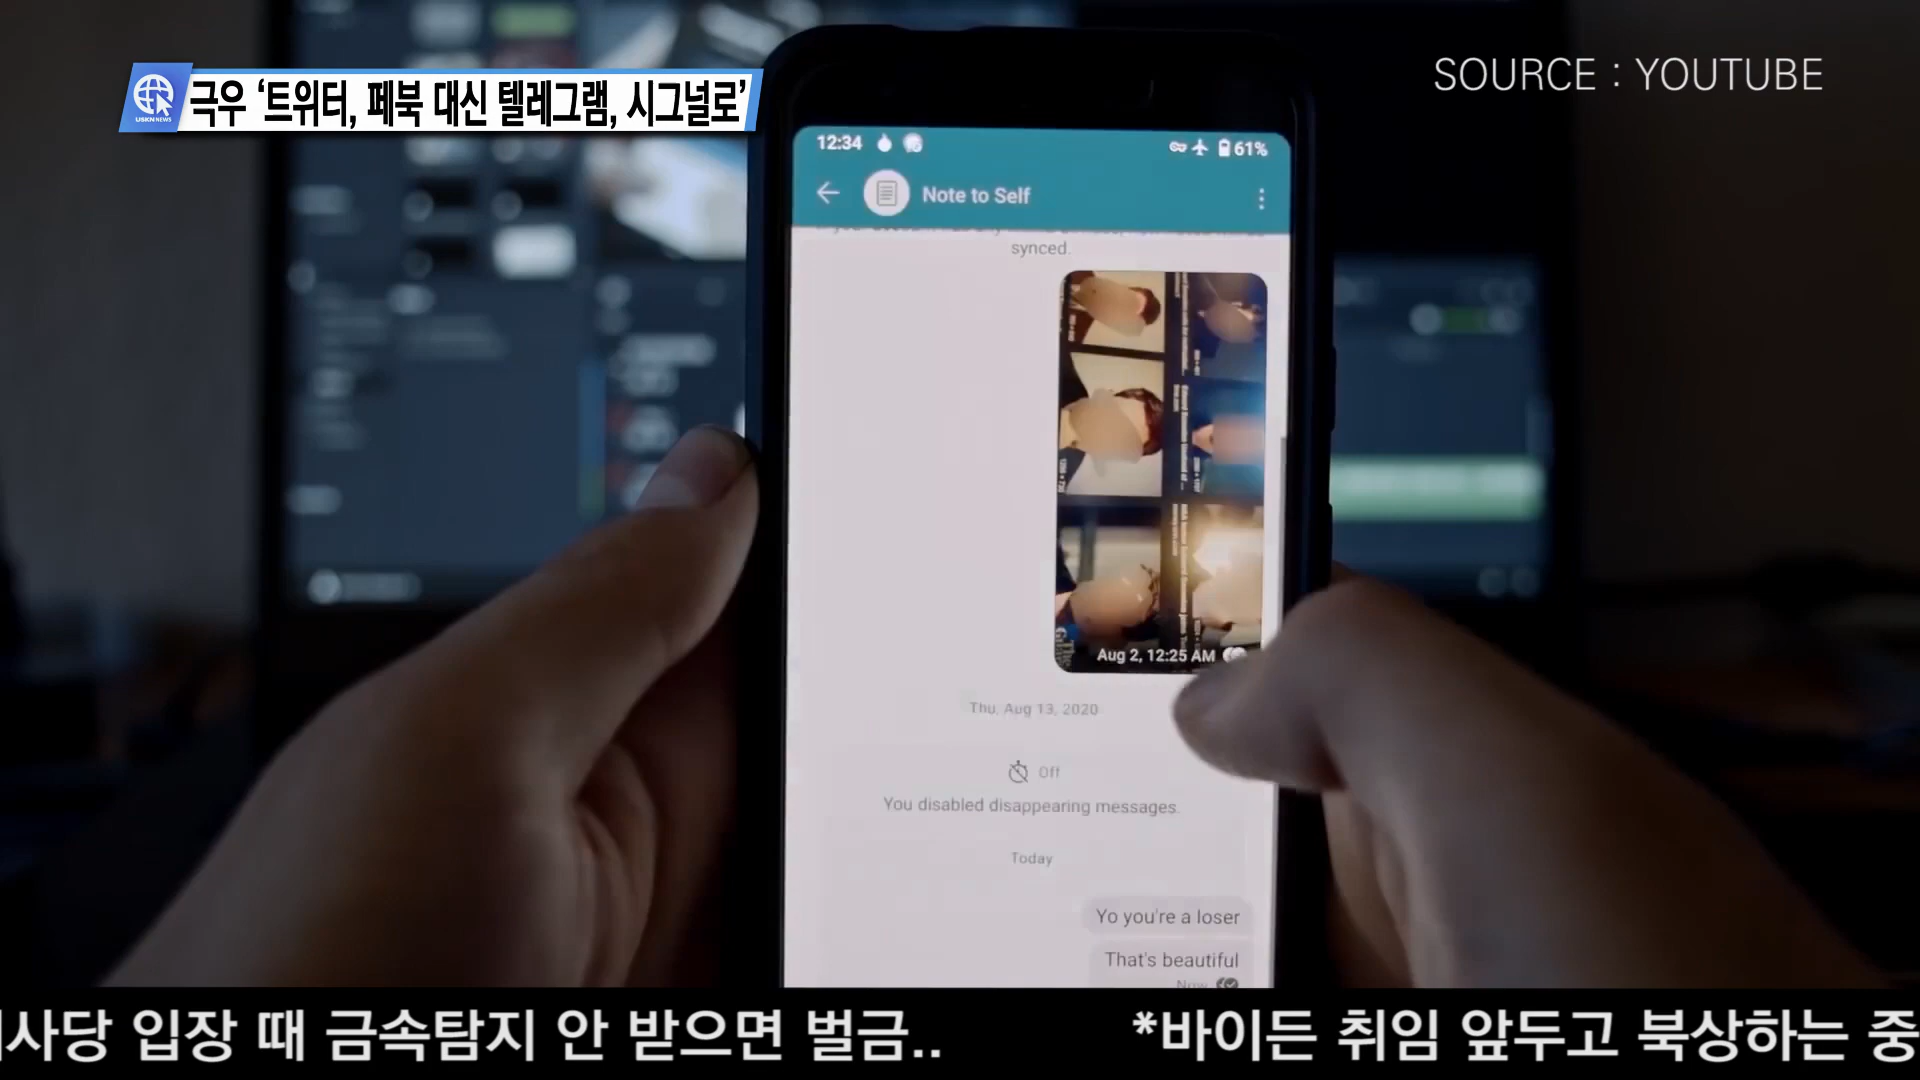 극우 ‘트위터, 페북 대신 텔레그램, 시그널로’
USKN NEWS
SOURCE : YOUTUBE
12:34
61%
Note to Self
synced.
Aug 2, 12:25 AM
Thu, Aug 13, 2020
Off
You disabled disappearing messages.
Today
Yo you're a loser
That's beautiful
Now
사당 입장 때 금속탐지 안 받으면 벌금.. *바이든 취임 앞두고 북상하는 중